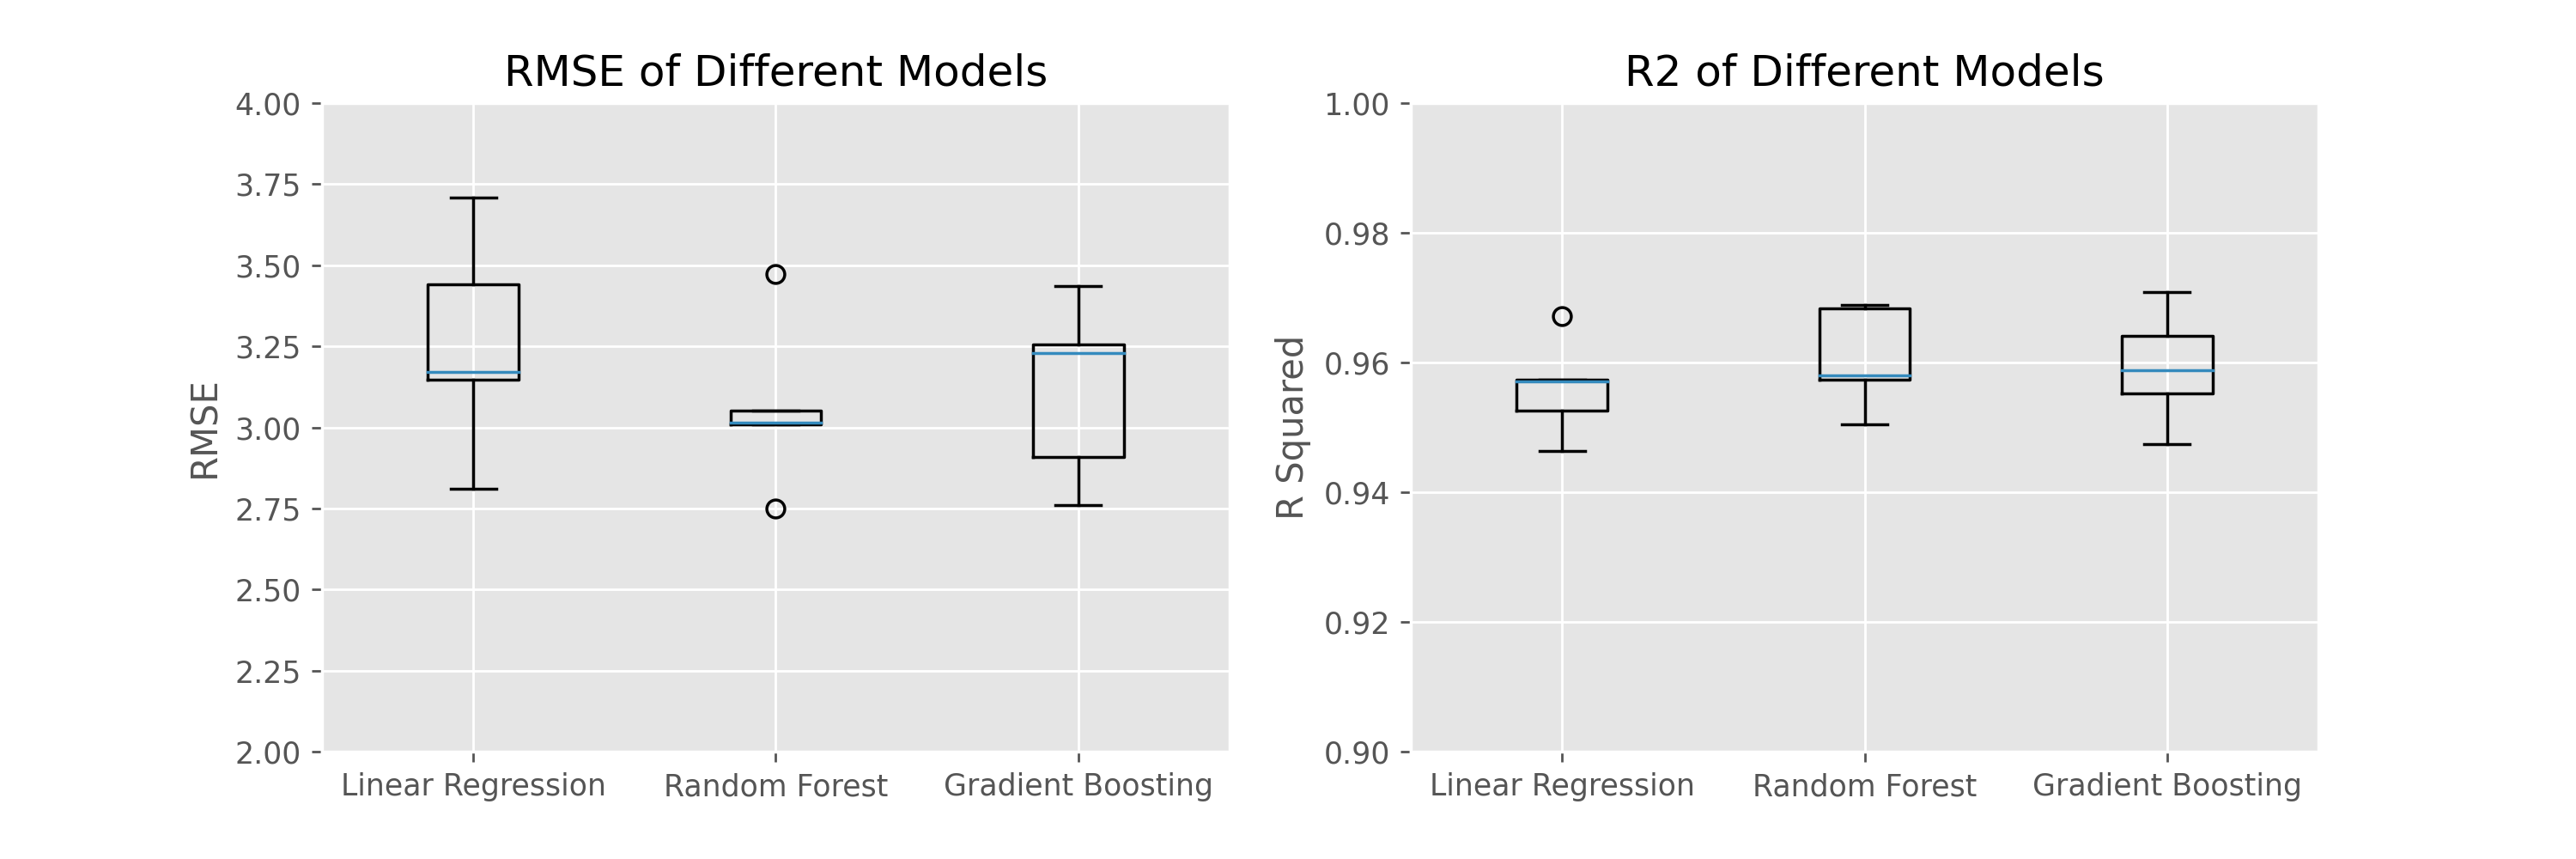 RMSE of Different Models
RMSE
4.00
3.75
3.50
3.25
3.00
2.75
2.50
2.25
2.00
Linear Regression Random Forest Gradient Boosting
R2 of Different Models
R Squared
1.00
0.98
0.96
0.94
0.92
0.90
Linear Regression Random Forest Gradient Boosting